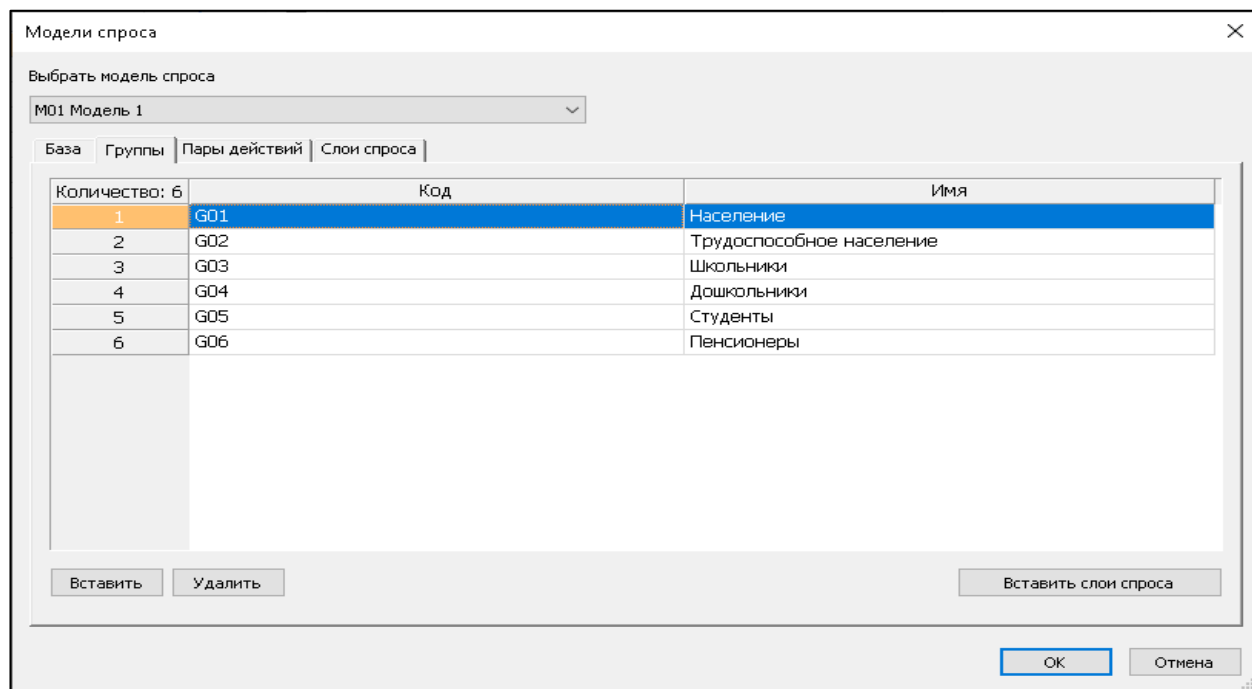 Модели спроса
Выбрать модель спроса
М01 Модель 1
База Группы Пары действий Слои спроса
Количество: 6 Код Имя
1 G01 Население
2 G02 Трудоспособное население
3 G03 Школьники
4 G04 Дошкольники
5 G05 Студенты
6 G06 Пенсионеры
Вставить Удалить Вставить слои спроса
OK Отмена